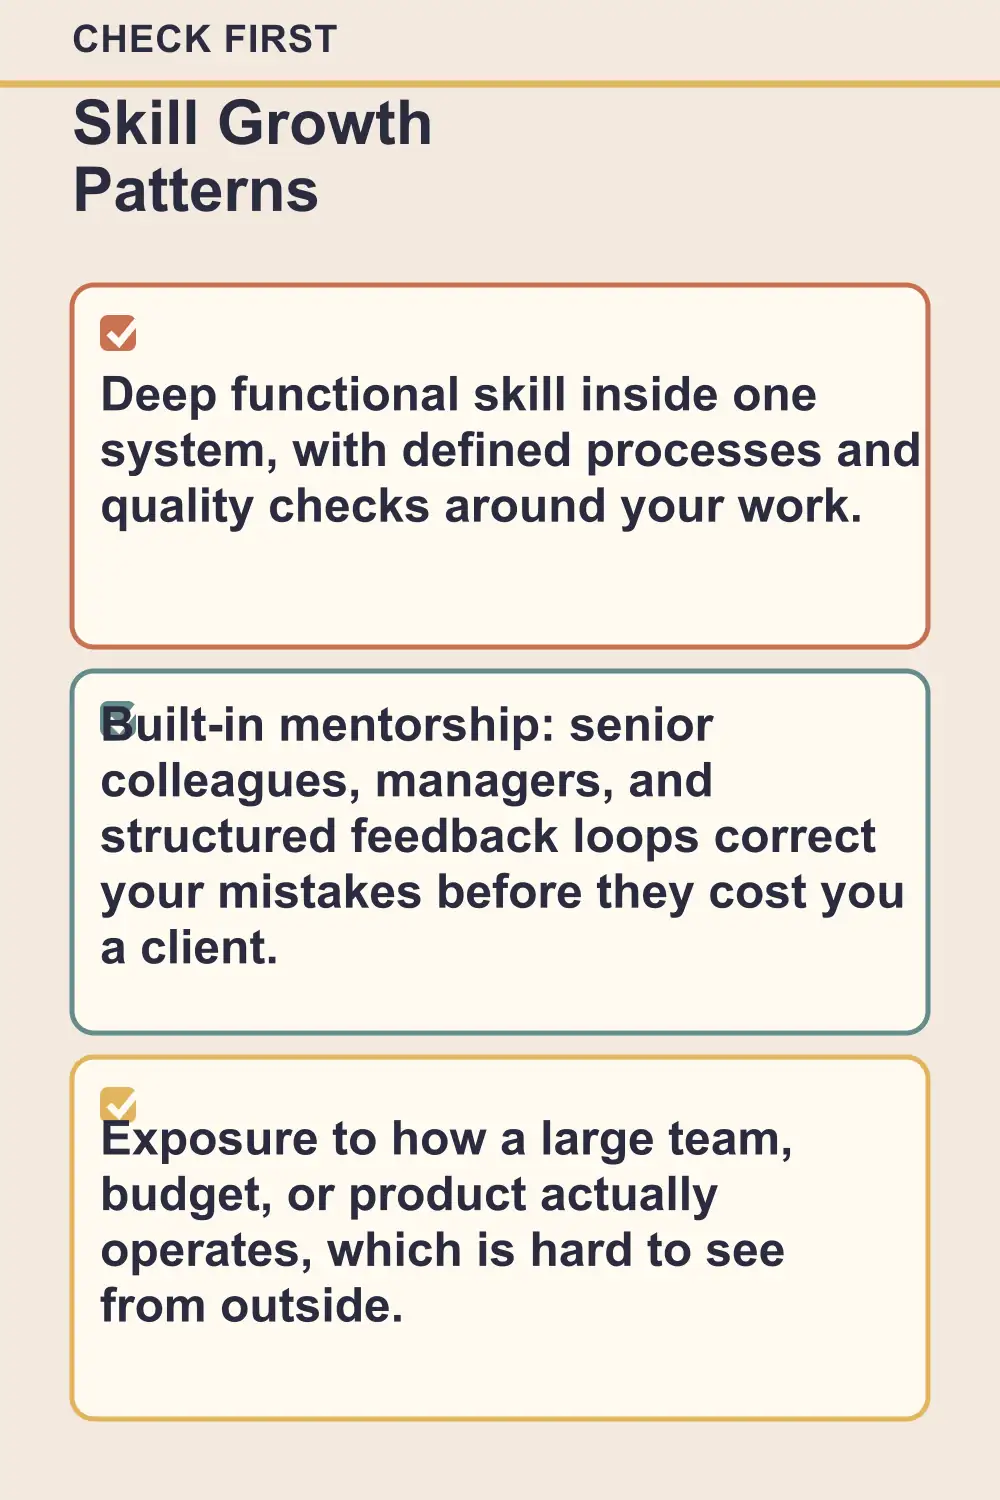 CHECK FIRST
Skill Growth
Patterns
Deep functional skill inside one
system, with defined processes and
quality checks around your work.
Built-in mentorship: senior
colleagues, managers, and
structured feedback loops correct
your mistakes before they cost you
a client.
Exposure to how a large team,
budget, or product actually
operates, which is hard to see
from outside.